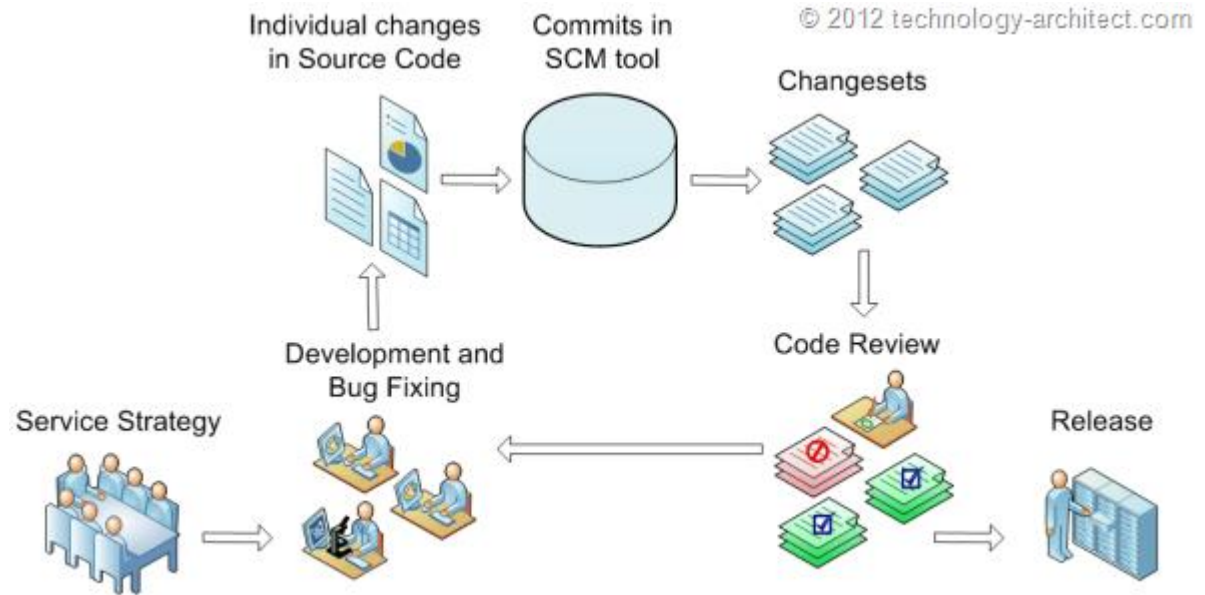 © 2012 technology-architect.com
Individual changes
in Source Code
Commits in
SCM tool
Changesets
Development and
Bug Fixing
Code Review
Service Strategy
Release